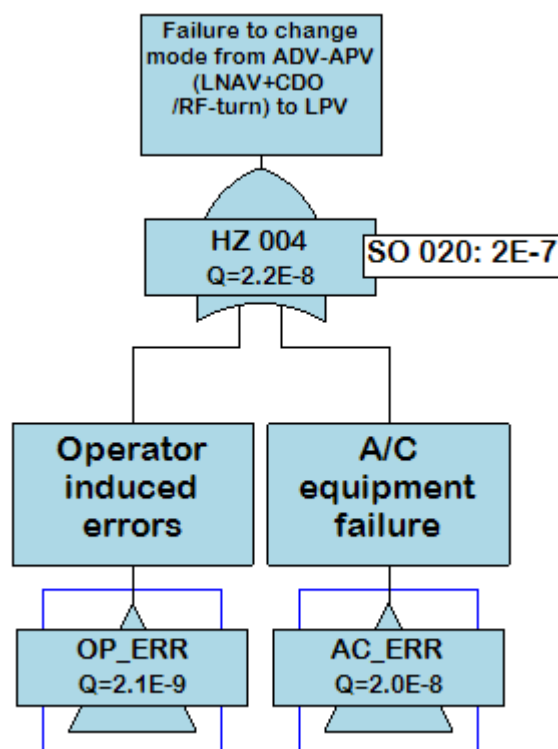 Failure to change
mode from ADV-APV
(LNAV+CDO
/RF-turn) to LPV
HZ 004
Q=2.2E-8
SO 020: 2E-7
Operator
induced
errors
A/C
equipment
failure
OP_ERR
Q=2.1E-9
AC_ERR
Q=2.0E-8